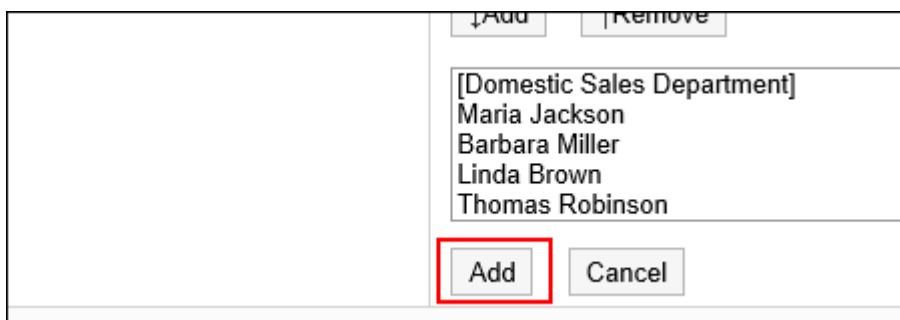 ↓Add ↑Remove
[Domestic Sales Department]
Maria Jackson
Barbara Miller
Linda Brown
Thomas Robinson
Add Cancel